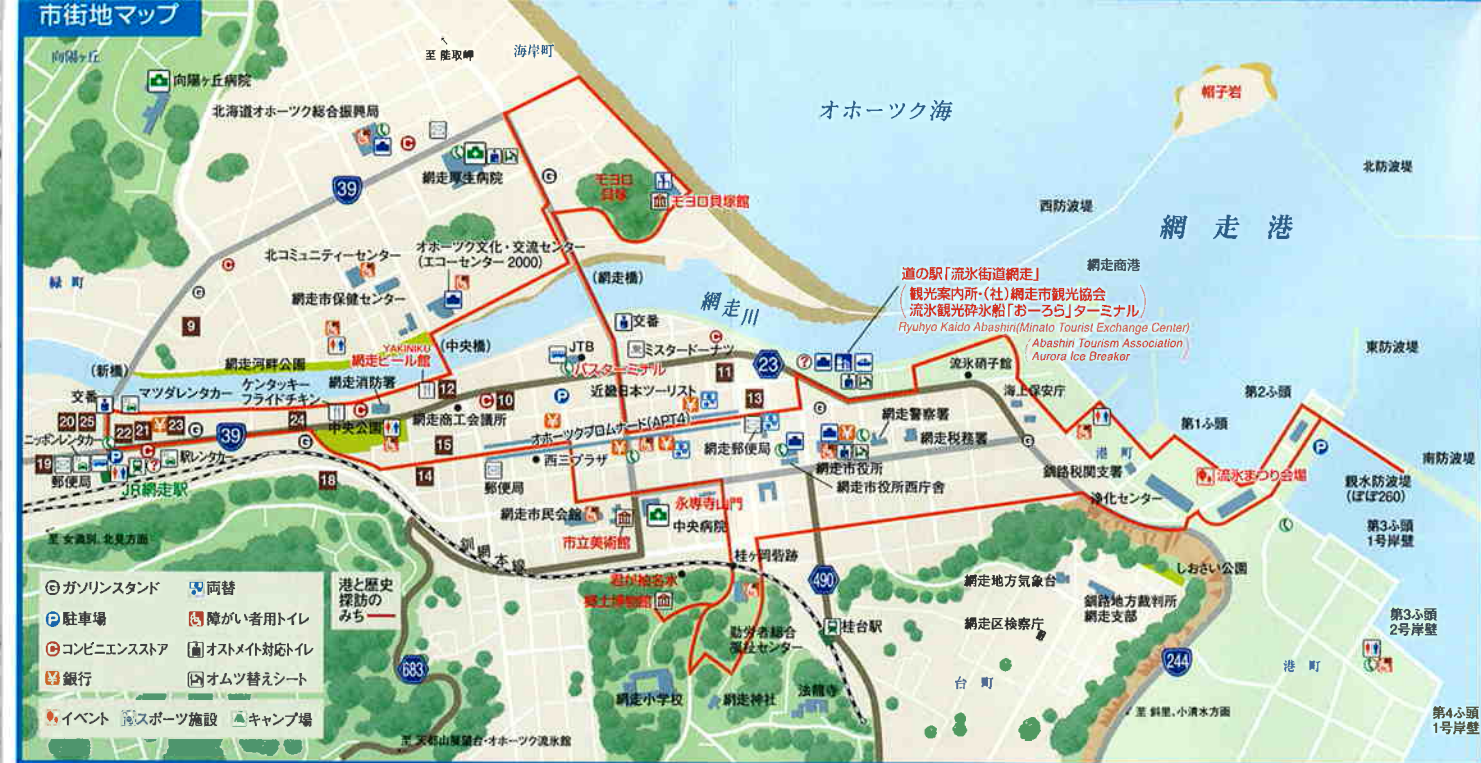 市街地マップ
向陽ヶ丘
向陽ヶ丘病院
至 能取岬
海岸町
オホーツク海
帽子岩
北防波堤
北海道オホーツク総合振興局
39
網走厚生病院
モヨロ
貝塚
モヨロ貝塚館
西防波堤
網走港
網走商港
北コミュニティーセンター
オホーツク文化・交流センター
(エコーセンター2000)
(網走橋)
網走川
緑町
網走市保健センター
道の駅「流氷街道網走」
観光案内所・(社)網走市観光協会
流氷観光砕氷船「おーろら」ターミナル
Ryuhyo Kaido Abashiri(Minato Tourist Exchange Center)
Abashiri Tourism Association
Aurora Ice Breaker
9
網走河畔公園
YAKINIKU
網走ビール館
(中央橋)
交番
JTB
ミスタードーナツ
バスターミナル
23
流氷硝子館
東防波堤
(新橋)
交番
マツダレンタカー
ケンタッキー
フライドチキン
網走消防署
12
10
11
13
近畿日本ツーリスト
海上保安庁
第2ふ頭
第1ふ頭
20 25
22 21
23
24
39
中央公園
網走商工会議所
オホーツクプロムナード(APT4)
網走警察署
網走税務署
網走郵便局
港町
ニッポンレンタカー
19
郵便局
駅レンタカー
JR網走駅
18
15
14
西三プラザ
郵便局
網走市役所
網走市役所西庁舎
釧路税関支署
浄化センター
流氷まつり会場
南防波堤
親水防波堤
(ぽぽ260)
第3ふ頭
1号岸壁
至 女満別、北見方面
釧網本線
網走市民会館
市立美術館
永専寺山門
中央病院
桂ヶ岡砦跡
君が袖名水
郷土博物館
490
桂台駅
網走地方気象台
しおさい公園
釧路地方裁判所
網走支部
網走区検察庁
第3ふ頭
2号岸壁
ガソリンスタンド
両替
駐車場
障がい者用トイレ
コンビニエンスストア
オストメイト対応トイレ
銀行
オムツ替えシート
イベント
スポーツ施設
キャンプ場
港と歴史
探訪の
みち
683
勤労者総合
福祉センター
網走小学校
網走神社
法龍寺
台町
244
港町
至 斜里、小清水方面
至 天都山展望台・オホーツク流氷館
第4ふ頭
1号岸壁